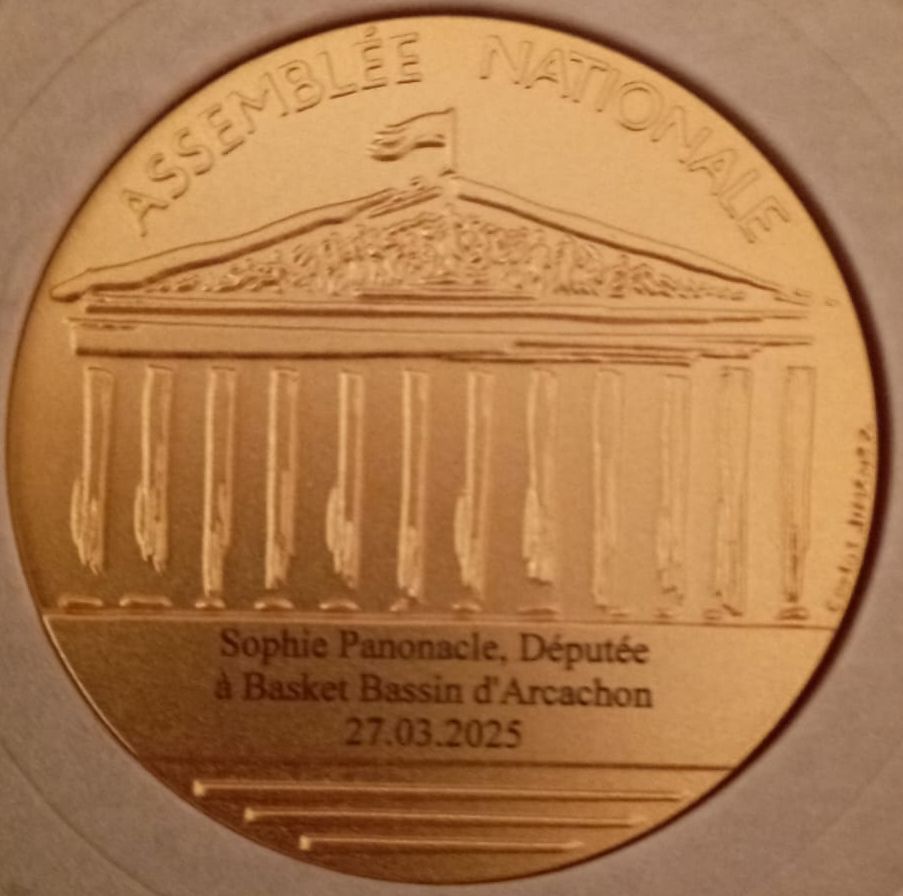 ASSEMBLÉE NATIONALE
Sophie Panonacle, Députée
à Basket Bassin d'Arcachon
27.03.2025